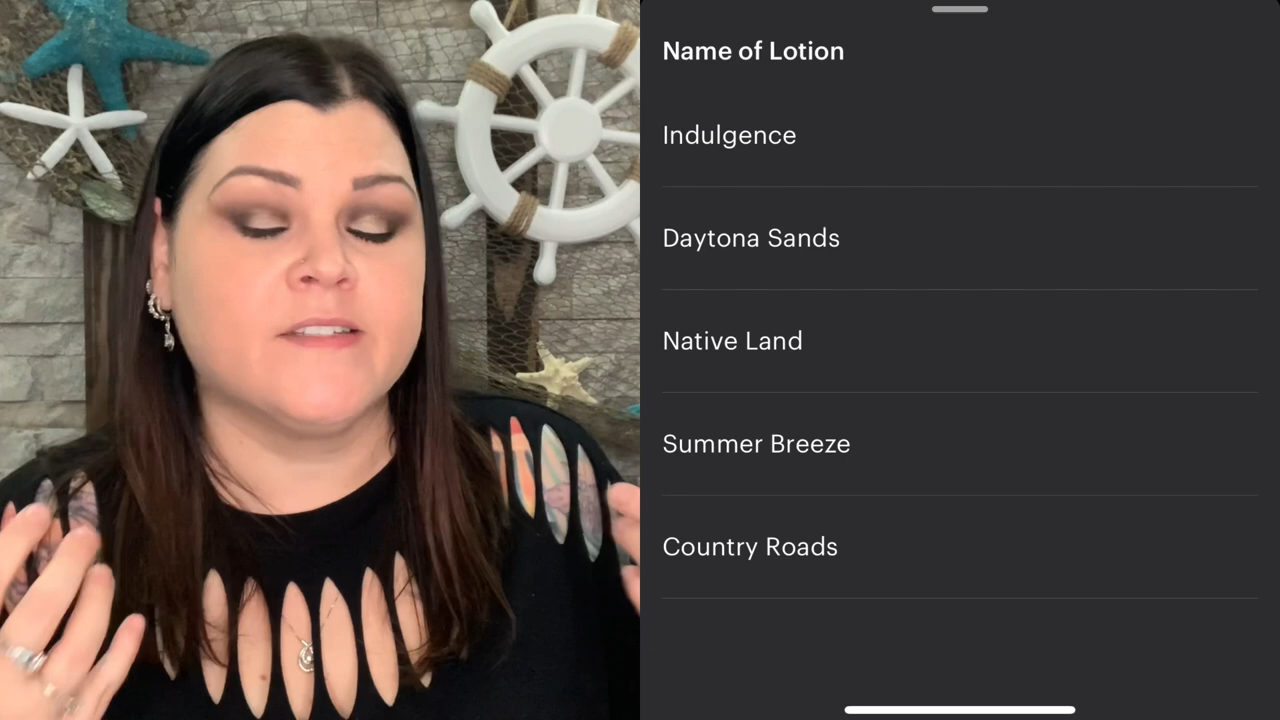 Name of Lotion
Indulgence
Daytona Sands
Native Land
Summer Breeze
Country Roads